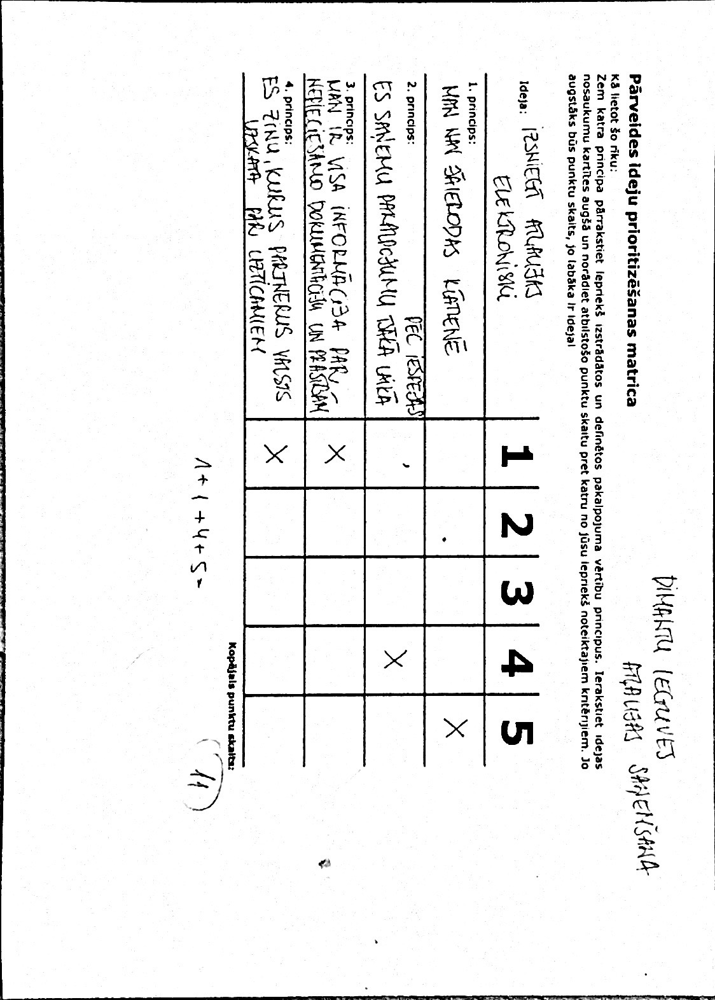 DIMANTU IEGUVES
ATĻAUJAS SAŅEMŠANA
Pārveides ideju prioritizēšanas matrica
Kā lietot šo rīku:
Zem katra principa pārrakstiet iepriekš izstrādātos un definētos pakalpojuma vērtību principus. Ierakstiet idejas
nosaukumu kartītes augšā un norādiet atbilstošo punktu skaitu pret katru no jūsu iepriekš noteiktajiem kritērijiem. Jo
augstāks būs punktu skaits, jo labāka ir ideja!
Ideja: IZSNIEGT ATĻAUJAS
ELEKTRONISKI
1 2 3 4 5
1. princips:
MAN NAV JĀIERODAS KLĀTIENĒ
X
2. princips:
PĒC IESPĒJAS
ES SAŅEMU PAKALPOJUMU ĪSĀKĀ LAIKĀ
X
3. princips:
MAN IR VISA INFORMĀCIJA PAR
NEPIECIEŠAMO DOKUMENTĀCIJU UN PRASĪBĀM
X
4. princips:
ES ZINU, KURUS PARTNERUS VALSTS
UZSKATA PAR UZTICAMIEM
X
Kopējais punktu skaits:
1+1+4+5=
11